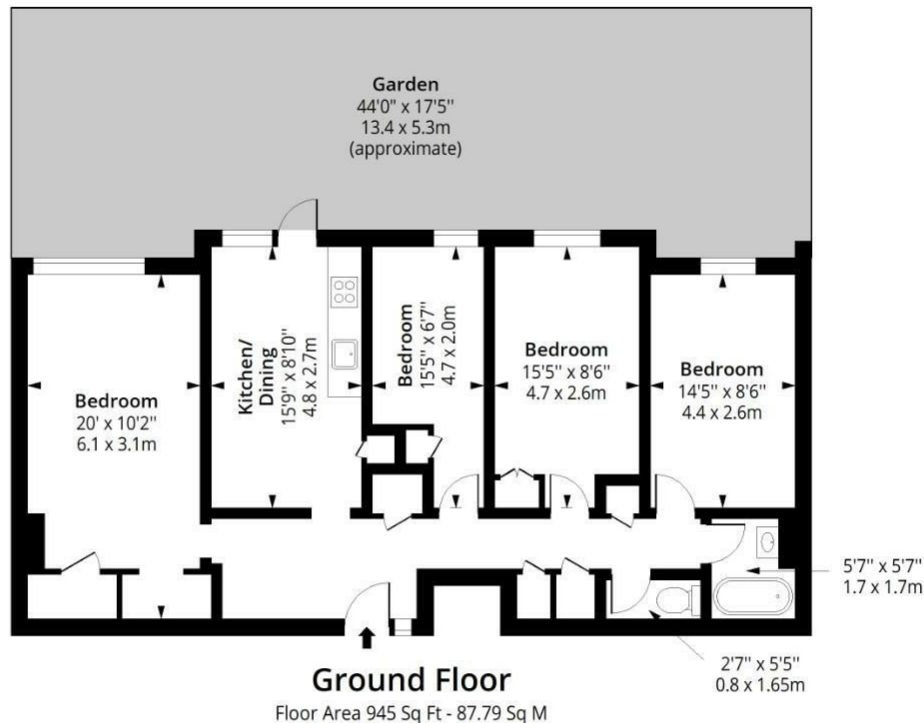 Garden
44'0" x 17'5"
13.4 x 5.3m
(approximate)
Bedroom
20' x 10'2"
6.1 x 3.1m
Kitchen/
Dining
15'9" x 8'10"
4.8 x 2.7m
Bedroom
15'5" x 6'7"
4.7 x 2.0m
Bedroom
15'5" x 8'6"
4.7 x 2.6m
Bedroom
14'5" x 8'6"
4.4 x 2.6m
5'7" x 5'7"
1.7 x 1.7m
2'7" x 5'5"
0.8 x 1.65m
Ground Floor
Floor Area 945 Sq Ft - 87.79 Sq M